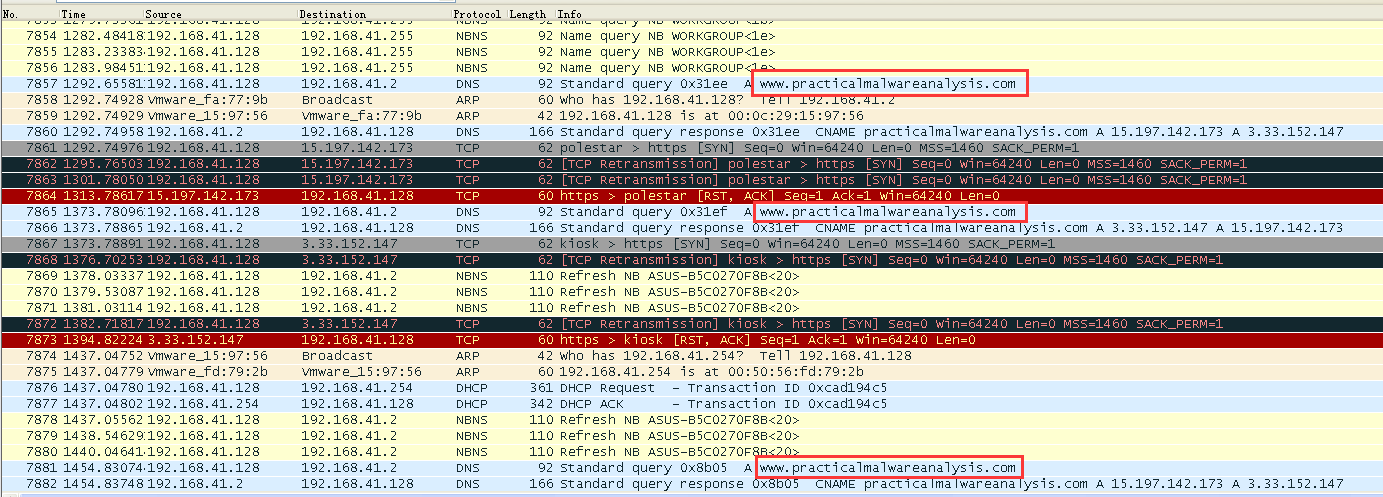 No. Time Source Destination Protocol Length Info
7854 1282.48418 192.168.41.128 192.168.41.255 NBNS 92 Name query NB WORKGROUP<1e>
7855 1283.23383 192.168.41.128 192.168.41.255 NBNS 92 Name query NB WORKGROUP<1e>
7856 1283.98451 192.168.41.128 192.168.41.255 NBNS 92 Name query NB WORKGROUP<1e>
7857 1292.65581 192.168.41.128 192.168.41.2 DNS 92 Standard query 0x31ee A www.practicalmalwareanalysis.com
7858 1292.74928 Vmware_fa:77:9b Broadcast ARP 60 Who has 192.168.41.128? Tell 192.168.41.2
7859 1292.74929 Vmware_15:97:56 Vmware_fa:77:9b ARP 42 192.168.41.128 is at 00:0c:29:15:97:56
7860 1292.74958 192.168.41.2 192.168.41.128 DNS 166 Standard query response 0x31ee CNAME practicalmalwareanalysis.com A 15.197.142.173 A 3.33.152.147
7861 1292.74976 192.168.41.128 15.197.142.173 TCP 62 polestar > https [SYN] Seq=0 Win=64240 Len=0 MSS=1460 SACK_PERM=1
7862 1295.76503 192.168.41.128 15.197.142.173 TCP 62 [TCP Retransmission] polestar > https [SYN] Seq=0 Win=64240 Len=0 MSS=1460 SACK_PERM=1
7863 1301.78050 192.168.41.128 15.197.142.173 TCP 62 [TCP Retransmission] polestar > https [SYN] Seq=0 Win=64240 Len=0 MSS=1460 SACK_PERM=1
7864 1313.78617 15.197.142.173 192.168.41.128 TCP 60 https > polestar [RST, ACK] Seq=1 Ack=1 Win=64240 Len=0
7865 1373.78096 192.168.41.128 192.168.41.2 DNS 92 Standard query 0x31ef A www.practicalmalwareanalysis.com
7866 1373.78865 192.168.41.2 192.168.41.128 DNS 166 Standard query response 0x31ef CNAME practicalmalwareanalysis.com A 3.33.152.147 A 15.197.142.173
7867 1373.78891 192.168.41.128 3.33.152.147 TCP 62 kiosk > https [SYN] Seq=0 Win=64240 Len=0 MSS=1460 SACK_PERM=1
7868 1376.70253 192.168.41.128 3.33.152.147 TCP 62 [TCP Retransmission] kiosk > https [SYN] Seq=0 Win=64240 Len=0 MSS=1460 SACK_PERM=1
7869 1378.03337 192.168.41.128 192.168.41.2 NBNS 110 Refresh NB ASUS-B5C0270F8B<20>
7870 1379.53087 192.168.41.128 192.168.41.2 NBNS 110 Refresh NB ASUS-B5C0270F8B<20>
7871 1381.03114 192.168.41.128 192.168.41.2 NBNS 110 Refresh NB ASUS-B5C0270F8B<20>
7872 1382.71817 192.168.41.128 3.33.152.147 TCP 62 [TCP Retransmission] kiosk > https [SYN] Seq=0 Win=64240 Len=0 MSS=1460 SACK_PERM=1
7873 1394.82224 3.33.152.147 192.168.41.128 TCP 60 https > kiosk [RST, ACK] Seq=1 Ack=1 Win=64240 Len=0
7874 1437.04752 Vmware_15:97:56 Broadcast ARP 42 Who has 192.168.41.254? Tell 192.168.41.128
7875 1437.04779 Vmware_fd:79:2b Vmware_15:97:56 ARP 60 192.168.41.254 is at 00:50:56:fd:79:2b
7876 1437.04780 192.168.41.128 192.168.41.254 DHCP 361 DHCP Request - Transaction ID 0xcad194c5
7877 1437.04802 192.168.41.254 192.168.41.128 DHCP 342 DHCP ACK - Transaction ID 0xcad194c5
7878 1437.05562 192.168.41.128 192.168.41.2 NBNS 110 Refresh NB ASUS-B5C0270F8B<20>
7879 1438.54629 192.168.41.128 192.168.41.2 NBNS 110 Refresh NB ASUS-B5C0270F8B<20>
7880 1440.04641 192.168.41.128 192.168.41.2 NBNS 110 Refresh NB ASUS-B5C0270F8B<20>
7881 1454.83074 192.168.41.128 192.168.41.2 DNS 92 Standard query 0x8b05 A www.practicalmalwareanalysis.com
7882 1454.83748 192.168.41.2 192.168.41.128 DNS 166 Standard query response 0x8b05 CNAME practicalmalwareanalysis.com A 15.197.142.173 A 3.33.152.147